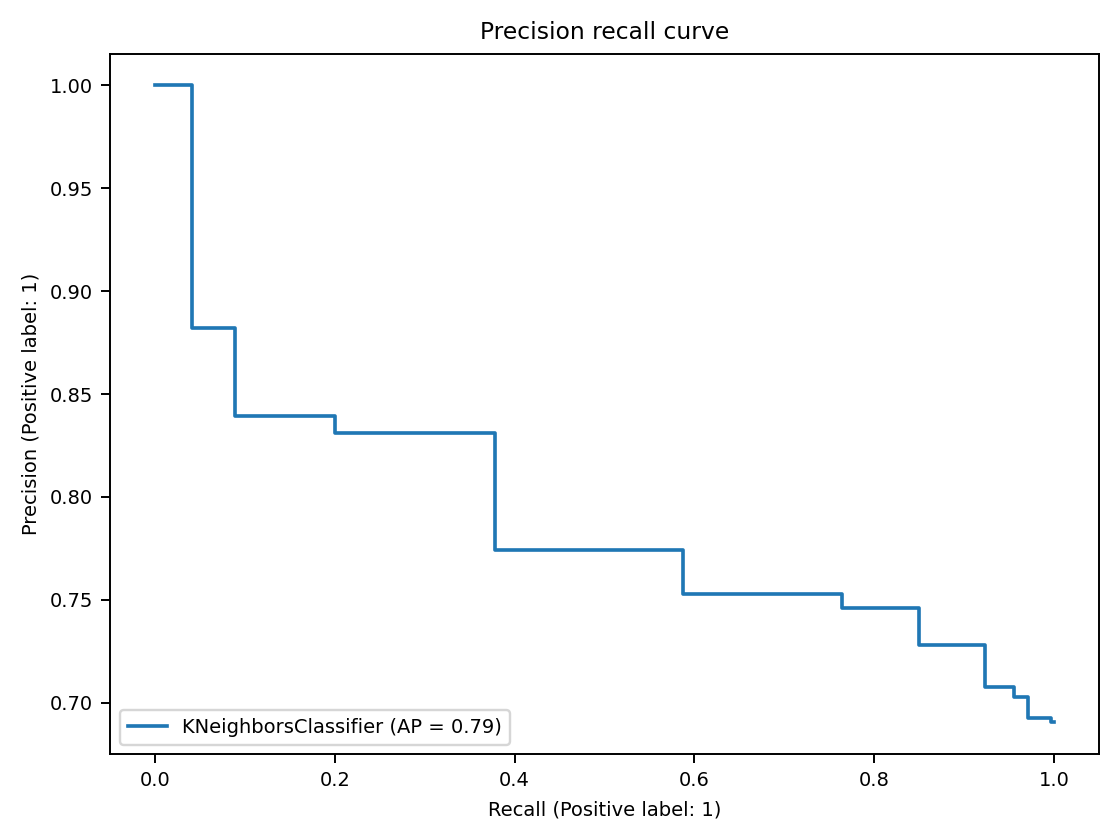 Precision recall curve
1.00
0.95
0.90
0.85
0.80
0.75
0.70
Precision (Positive label: 1)
KNeighborsClassifier (AP = 0.79)
0.0 0.2 0.4 0.6 0.8 1.0
Recall (Positive label: 1)